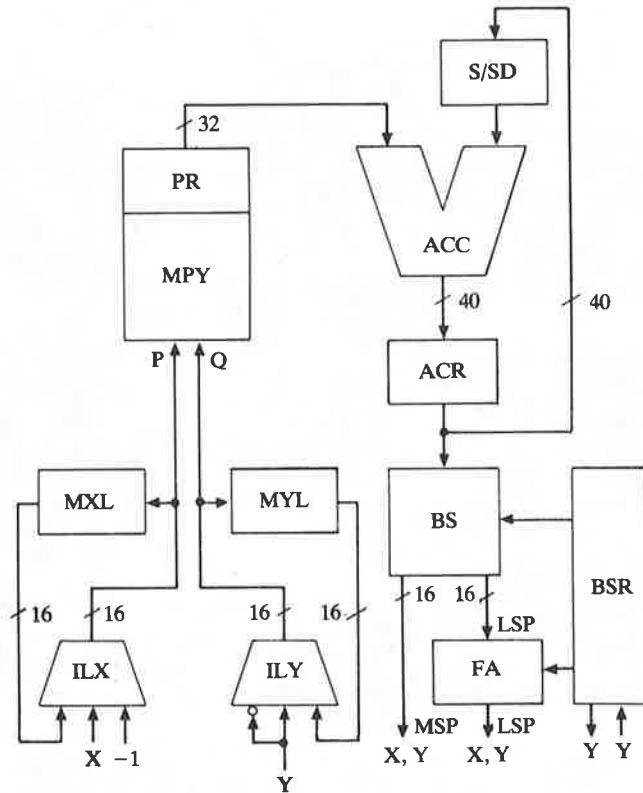 S/SD
32
PR
ACC
MPY
40
40
P Q
ACR
MXL
MYL
BS
BSR
16
16
16
16
16
16
LSP
ILX
ILY
FA
MSP
LSP
X -1
Y
X, Y
X, Y
Y
Y